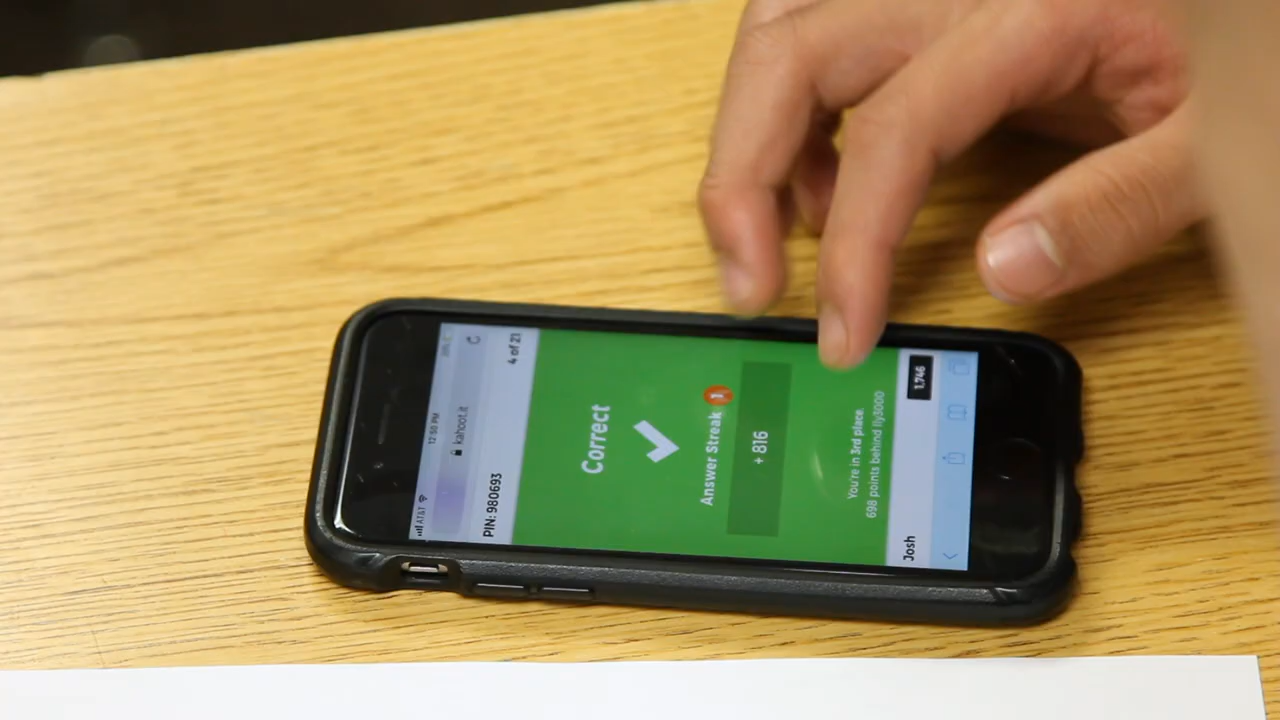 AT&T 12:50 PM
kahoot.it
PIN: 980693 4 of 21
Correct
Answer Streak 1
+ 816
You're in 3rd place.
698 points behind lly3000
Josh 1,746